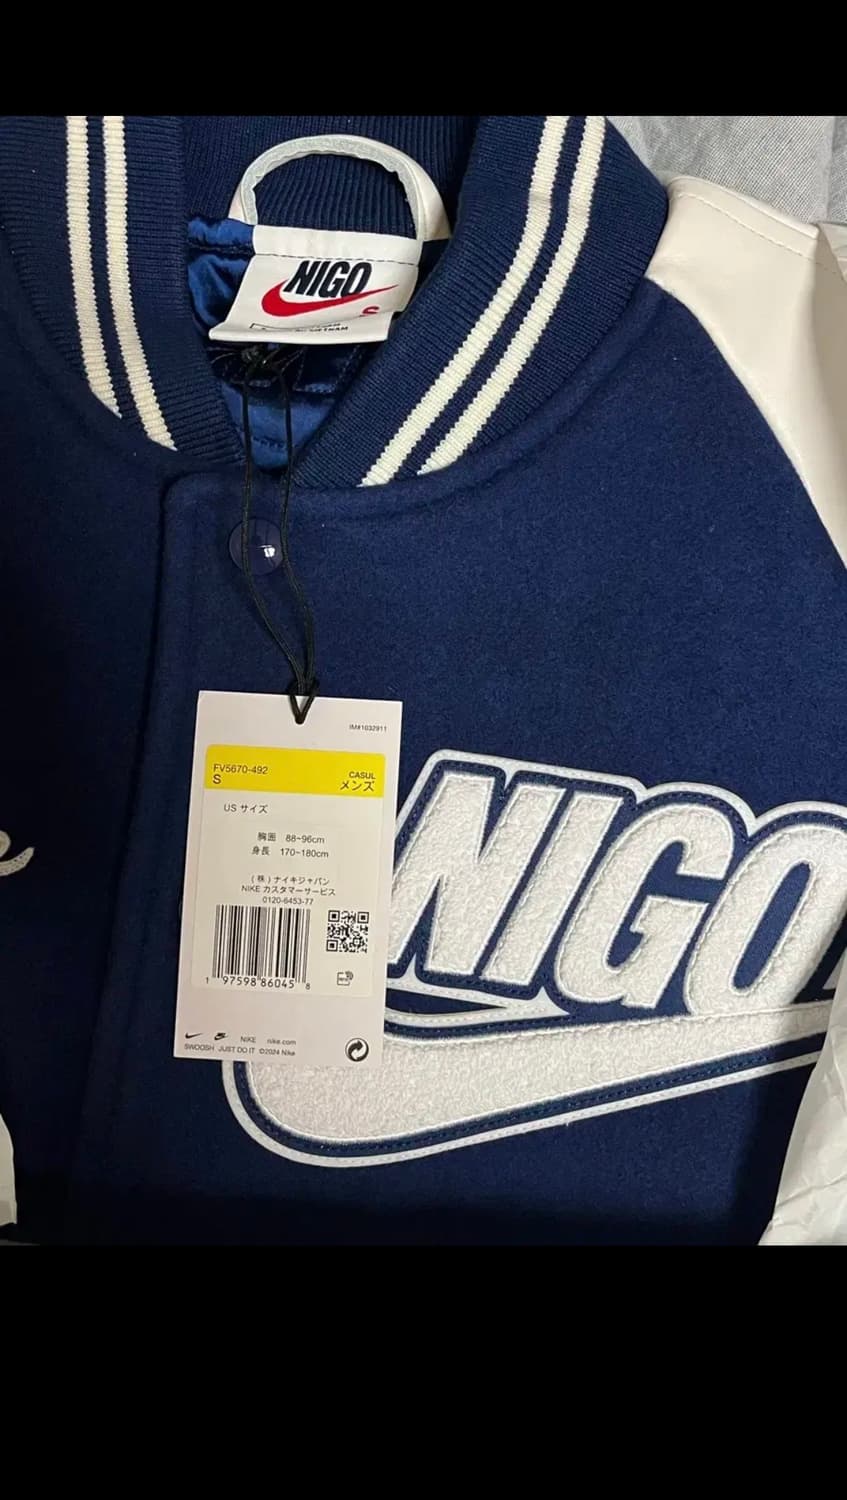 NIGO
S
VIETNAM
IM#1032911
FV5670-492
S
CASUL
メンズ
US サイズ
胸囲 88~96cm
身長 170~180cm
(株)ナイキジャパン
NIKE カスタマーサービス
0120-6453-77
1 97598 86045 8
NIKE nike.com
SWOOSH JUST DO IT ©2024 Nike
NIGO